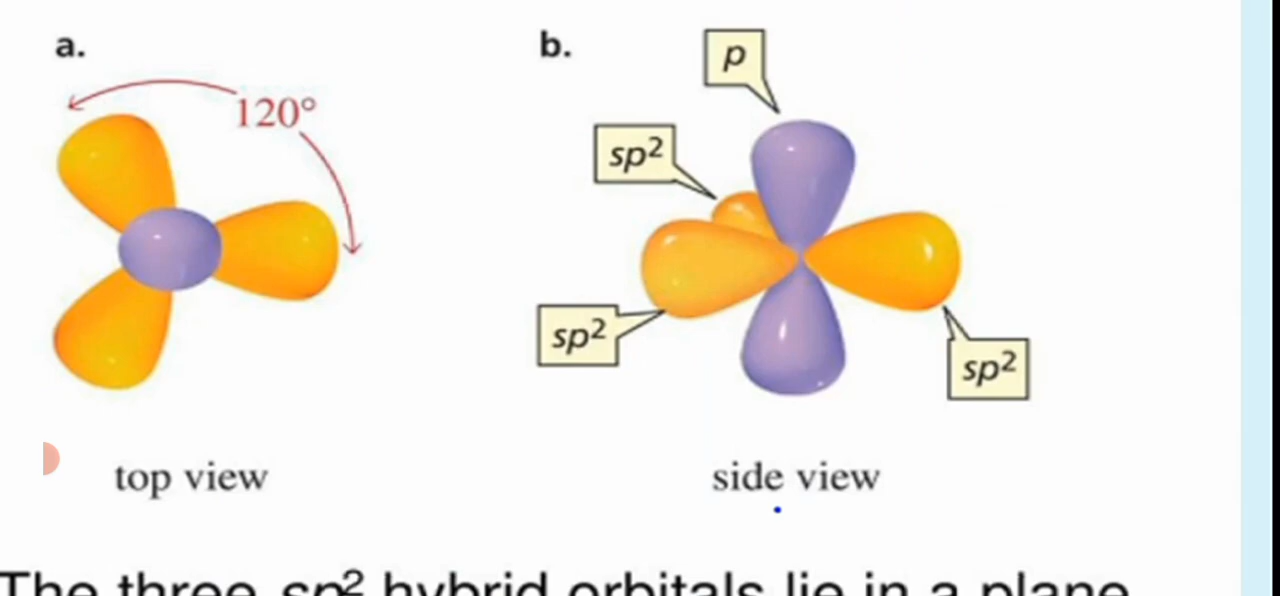 a.
120°
top view
b.
p
sp²
sp²
sp²
side view
The three sp² hybrid orbitals lie in a plane